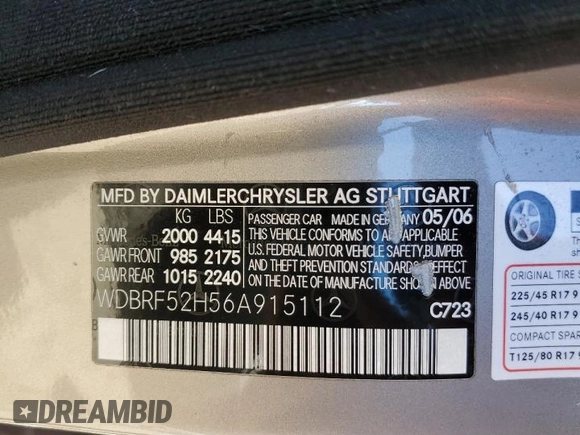 MFD BY DAIMLERCHRYSLER AG STUTTGART
KG LBS
GVWR 2000 4415
GAWR FRONT 985 2175
GAWR REAR 1015 2240
PASSENGER CAR MADE IN GERMANY 05/06
THIS VEHICLE CONFORMS TO ALL APPLICABLE
U.S. FEDERAL MOTOR VEHICLE SAFETY, BUMPER
AND THEFT PREVENTION STANDARDS IN EFFECT
ON THE DATE OF MANUFACTURE SHOWN ABOVE.
WDBRF52H56A915112
C723
ORIGINAL TIRE
225/45 R17 9
245/40 R17 9
COMPACT SPAR
T125/80 R17 9
DREAMBID